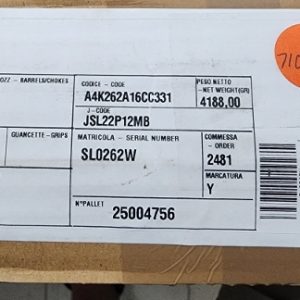 OZZ - BARRELS/CHOKES
CODICE - CODE
A4K262A16CC331
PESO NETTO
-NET WEIGHT(GR)
4188,00
J-CODE
JSL22P12MB
GUANCETTE-GRIPS
MATRICOLA - SERIAL NUMBER
SL0262W
COMMESSA
- ORDER
2481
MARCATURA
Y
N°PALLET
25004756
710